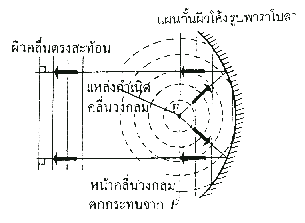 แผ่นกั้นผิวโค้งรูปพาราโบลา
ผิวคลื่นตรงสะท้อน
แหล่งกำเนิด
คลื่นวงกลม
F
หน้าคลื่นวงกลม
ตกกระทบจาก F